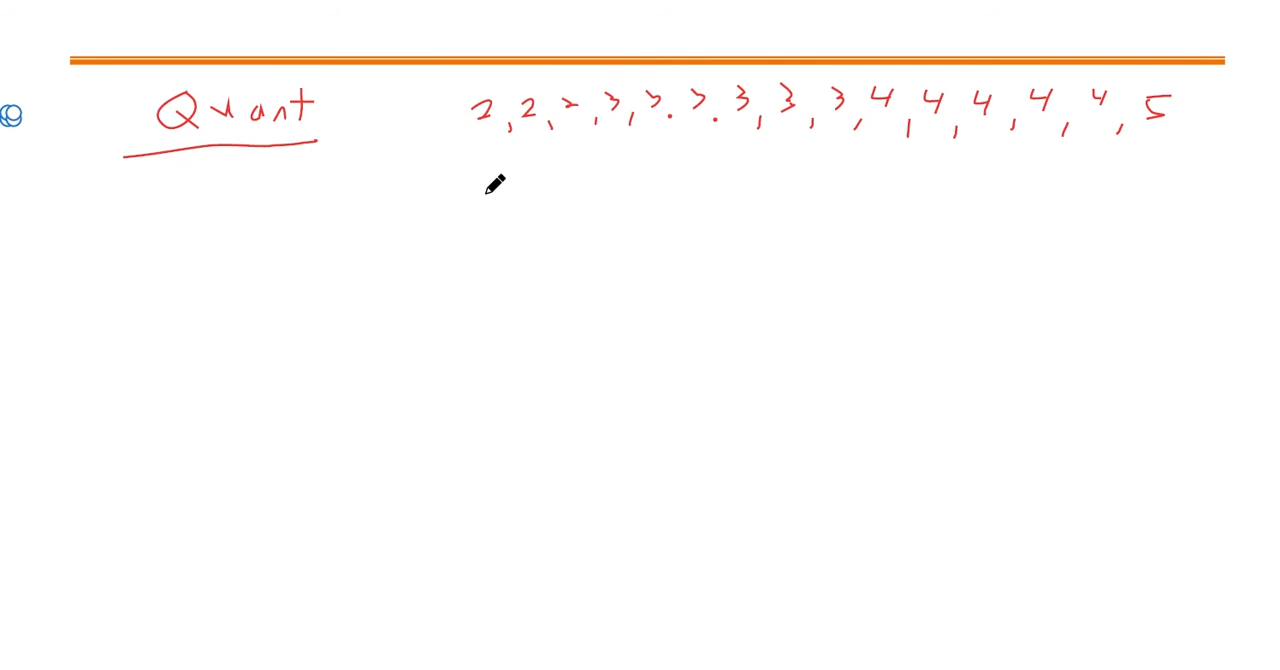 Quant
2, 2, 2, 3, 3, 3, 3, 3, 3, 4, 4, 4, 4, 4, 5